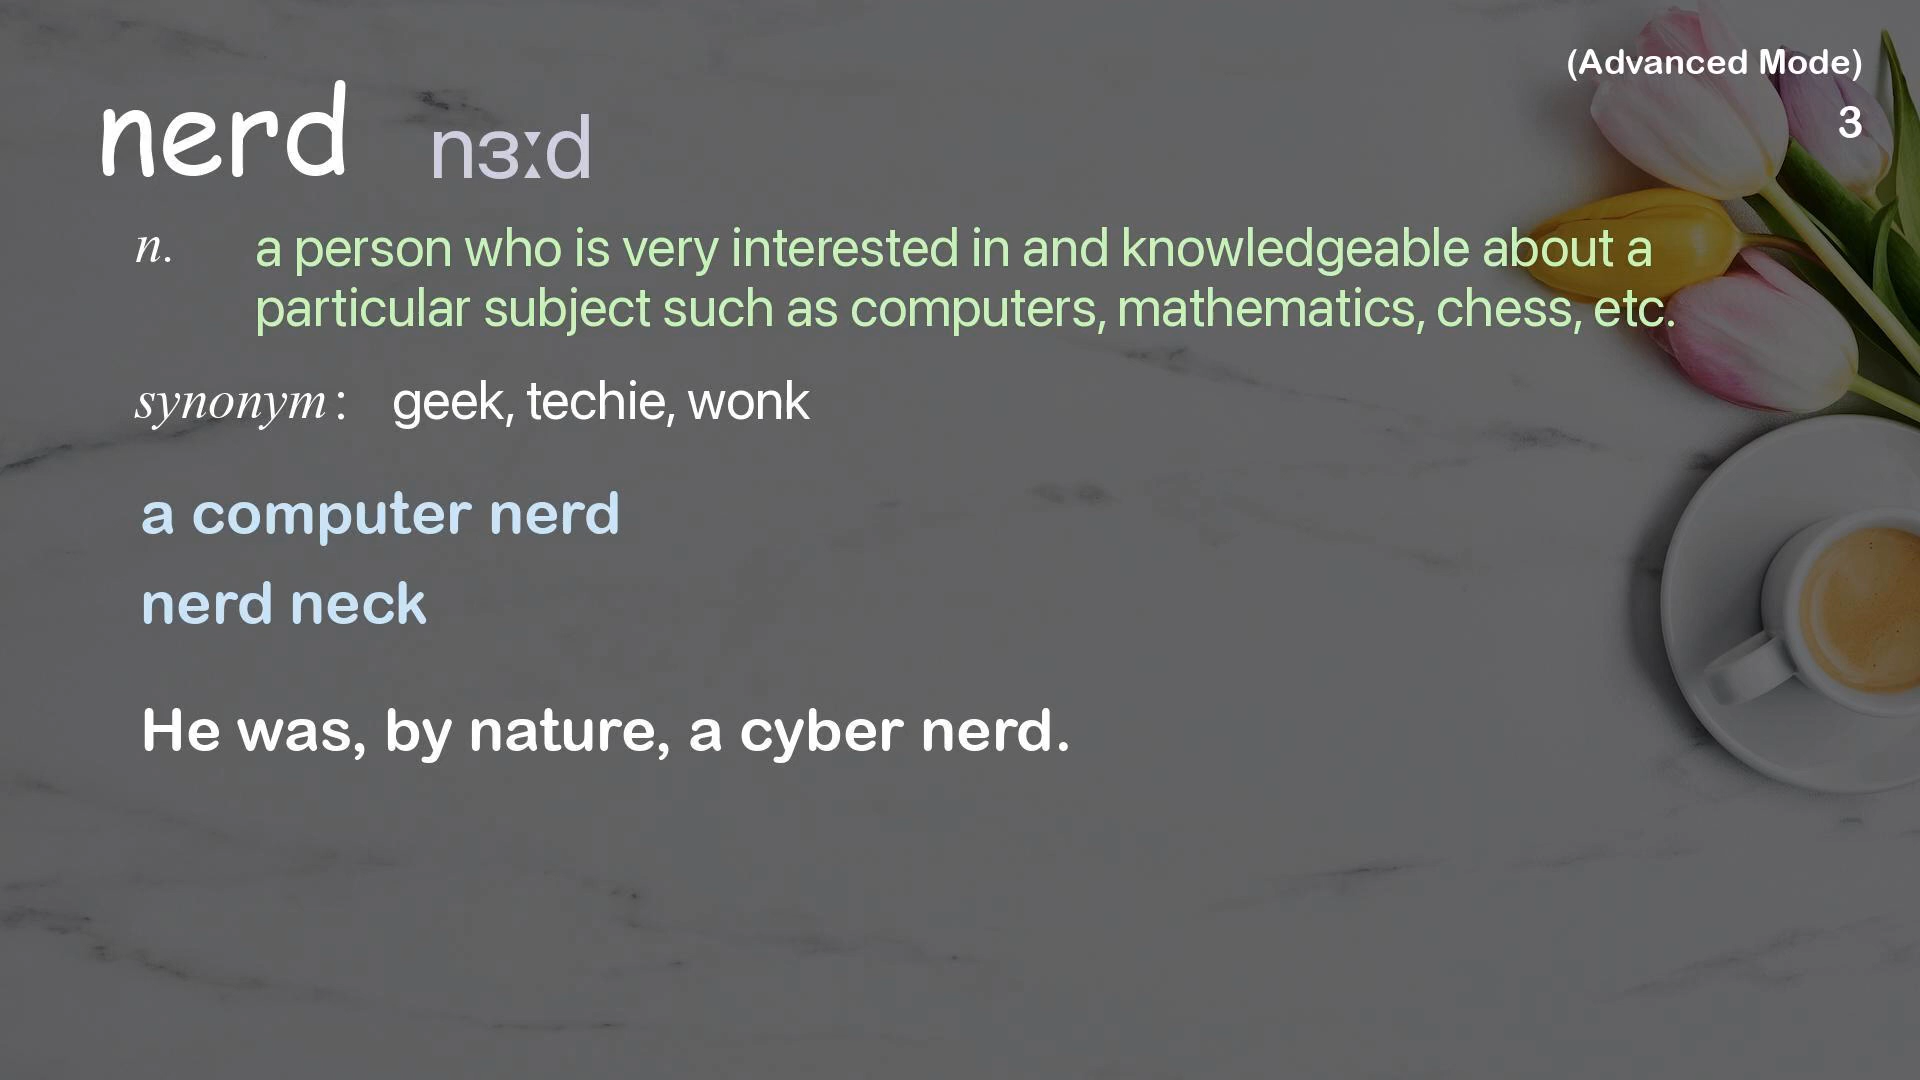 (Advanced Mode)
nerd nɜːd
3
n. a person who is very interested in and knowledgeable about a
particular subject such as computers, mathematics, chess, etc.
synonym : geek, techie, wonk
a computer nerd
nerd neck
He was, by nature, a cyber nerd.